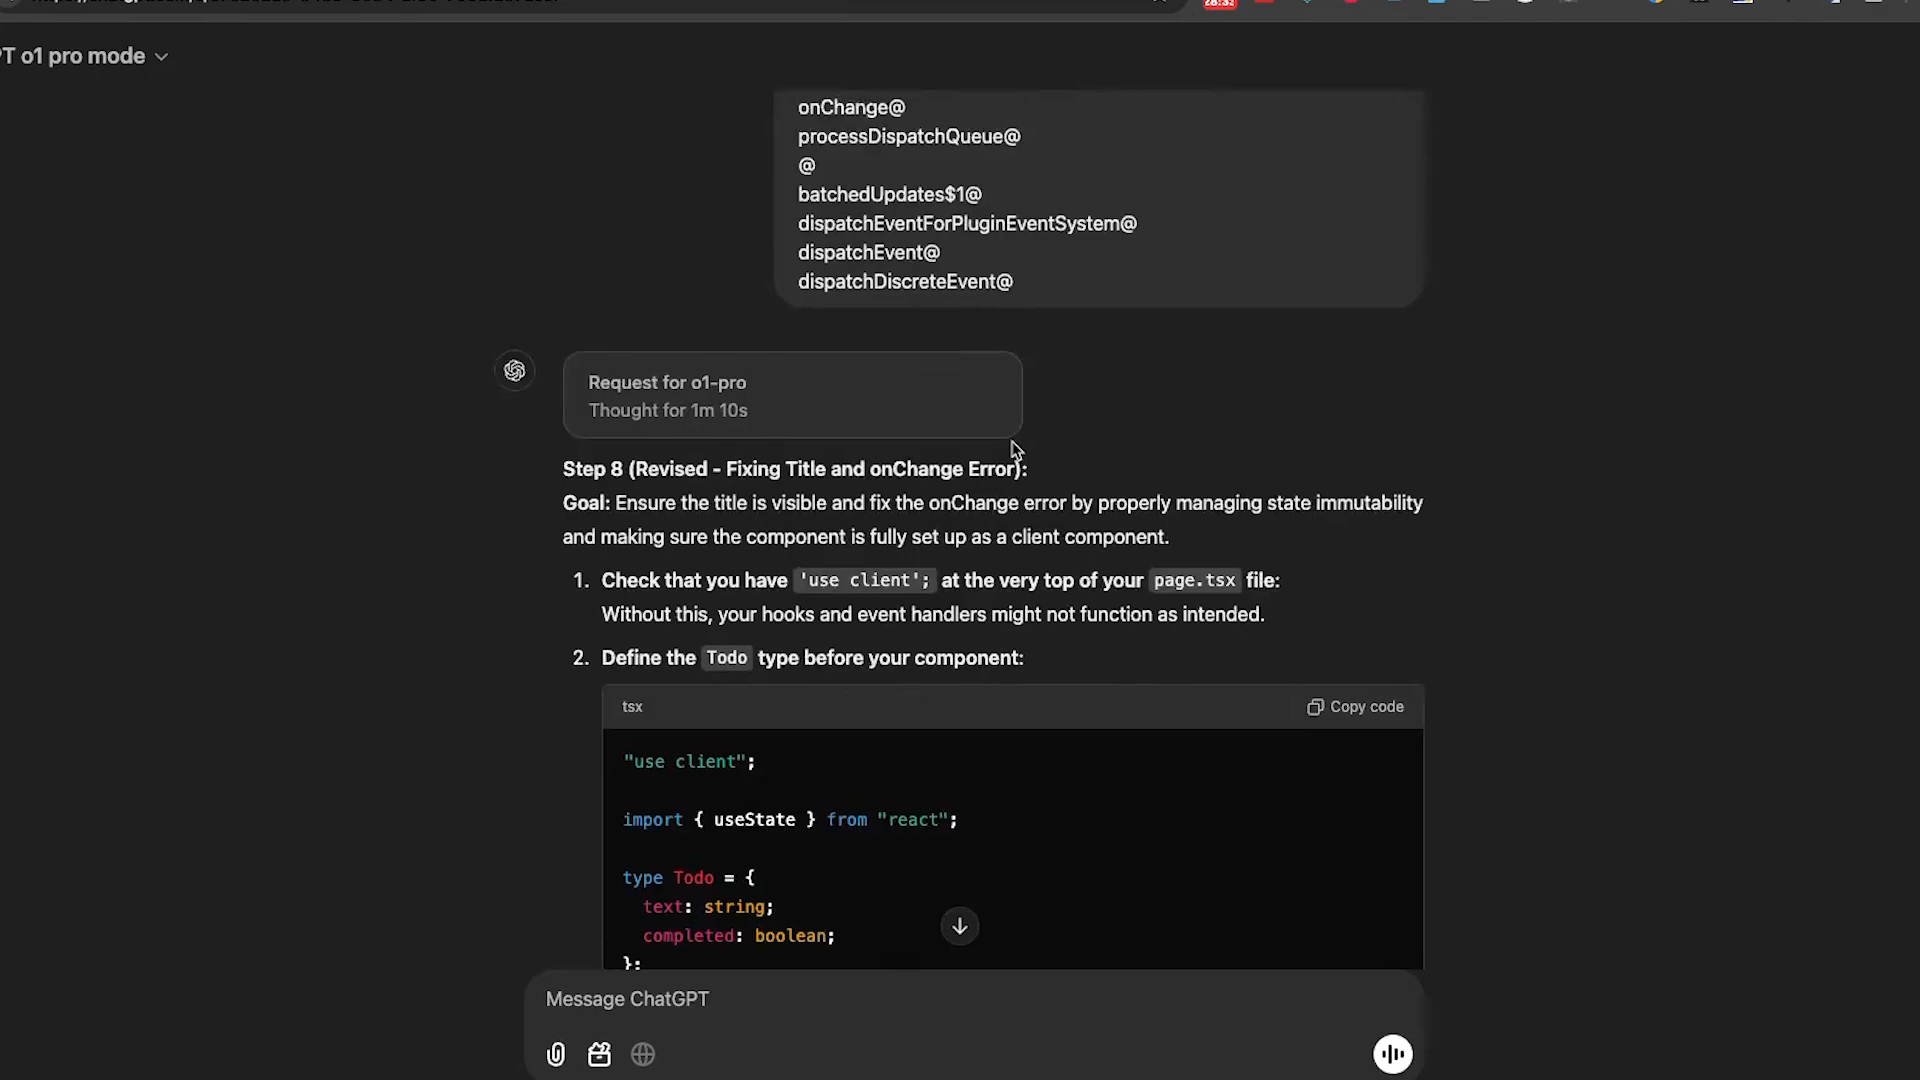 28:32
PT o1 pro mode
onChange@
processDispatchQueue@
@
batchedUpdates$1@
dispatchEventForPluginEventSystem@
dispatchEvent@
dispatchDiscreteEvent@
Request for o1-pro
Thought for 1m 10s
Step 8 (Revised - Fixing Title and onChange Error):
Goal: Ensure the title is visible and fix the onChange error by properly managing state immutability
and making sure the component is fully set up as a client component.
1. Check that you have 'use client'; at the very top of your page.tsx file:
Without this, your hooks and event handlers might not function as intended.
2. Define the Todo type before your component:
tsx
Copy code
"use client";
import { useState } from "react";
type Todo = {
text: string;
completed: boolean;
};
Message ChatGPT